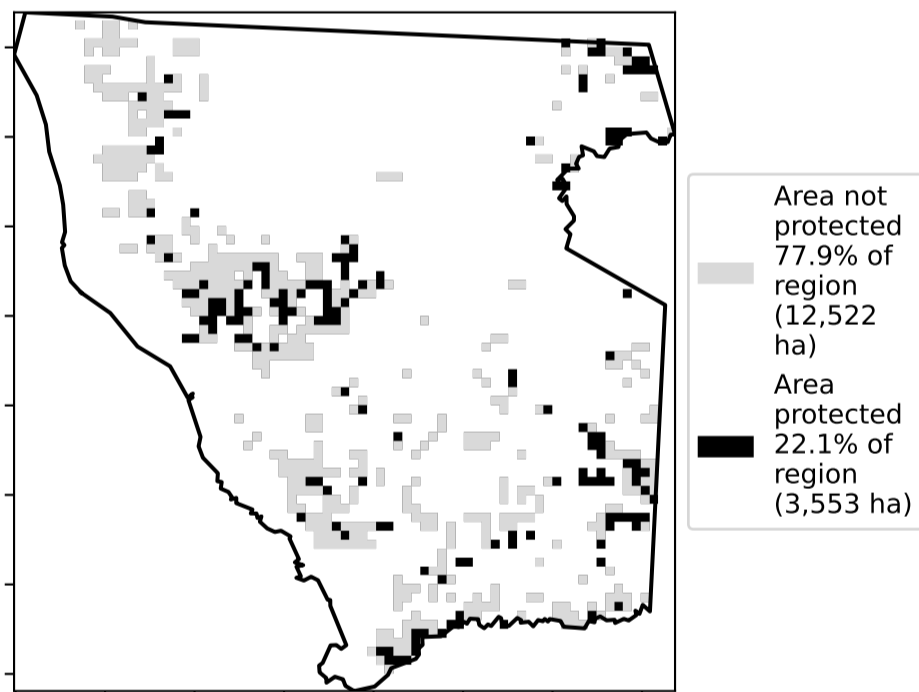 Area not
protected
77.9% of
region
(12,522
ha)
Area
protected
22.1% of
region
(3,553 ha)